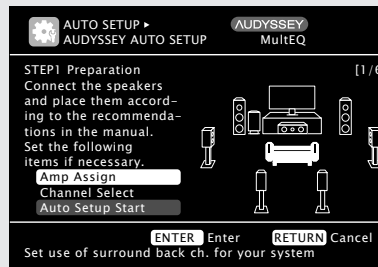 AUTO SETUP ▸
AUDYSSEY AUTO SETUP
AUDYSSEY
MultEQ
STEP1 Preparation
[1/6
Connect the speakers
and place them accord-
ing to the recommenda-
tions in the manual.
Set the following
items if necessary.
Amp Assign
Channel Select
Auto Setup Start
ENTER Enter RETURN Cancel
Set use of surround back ch. for your system